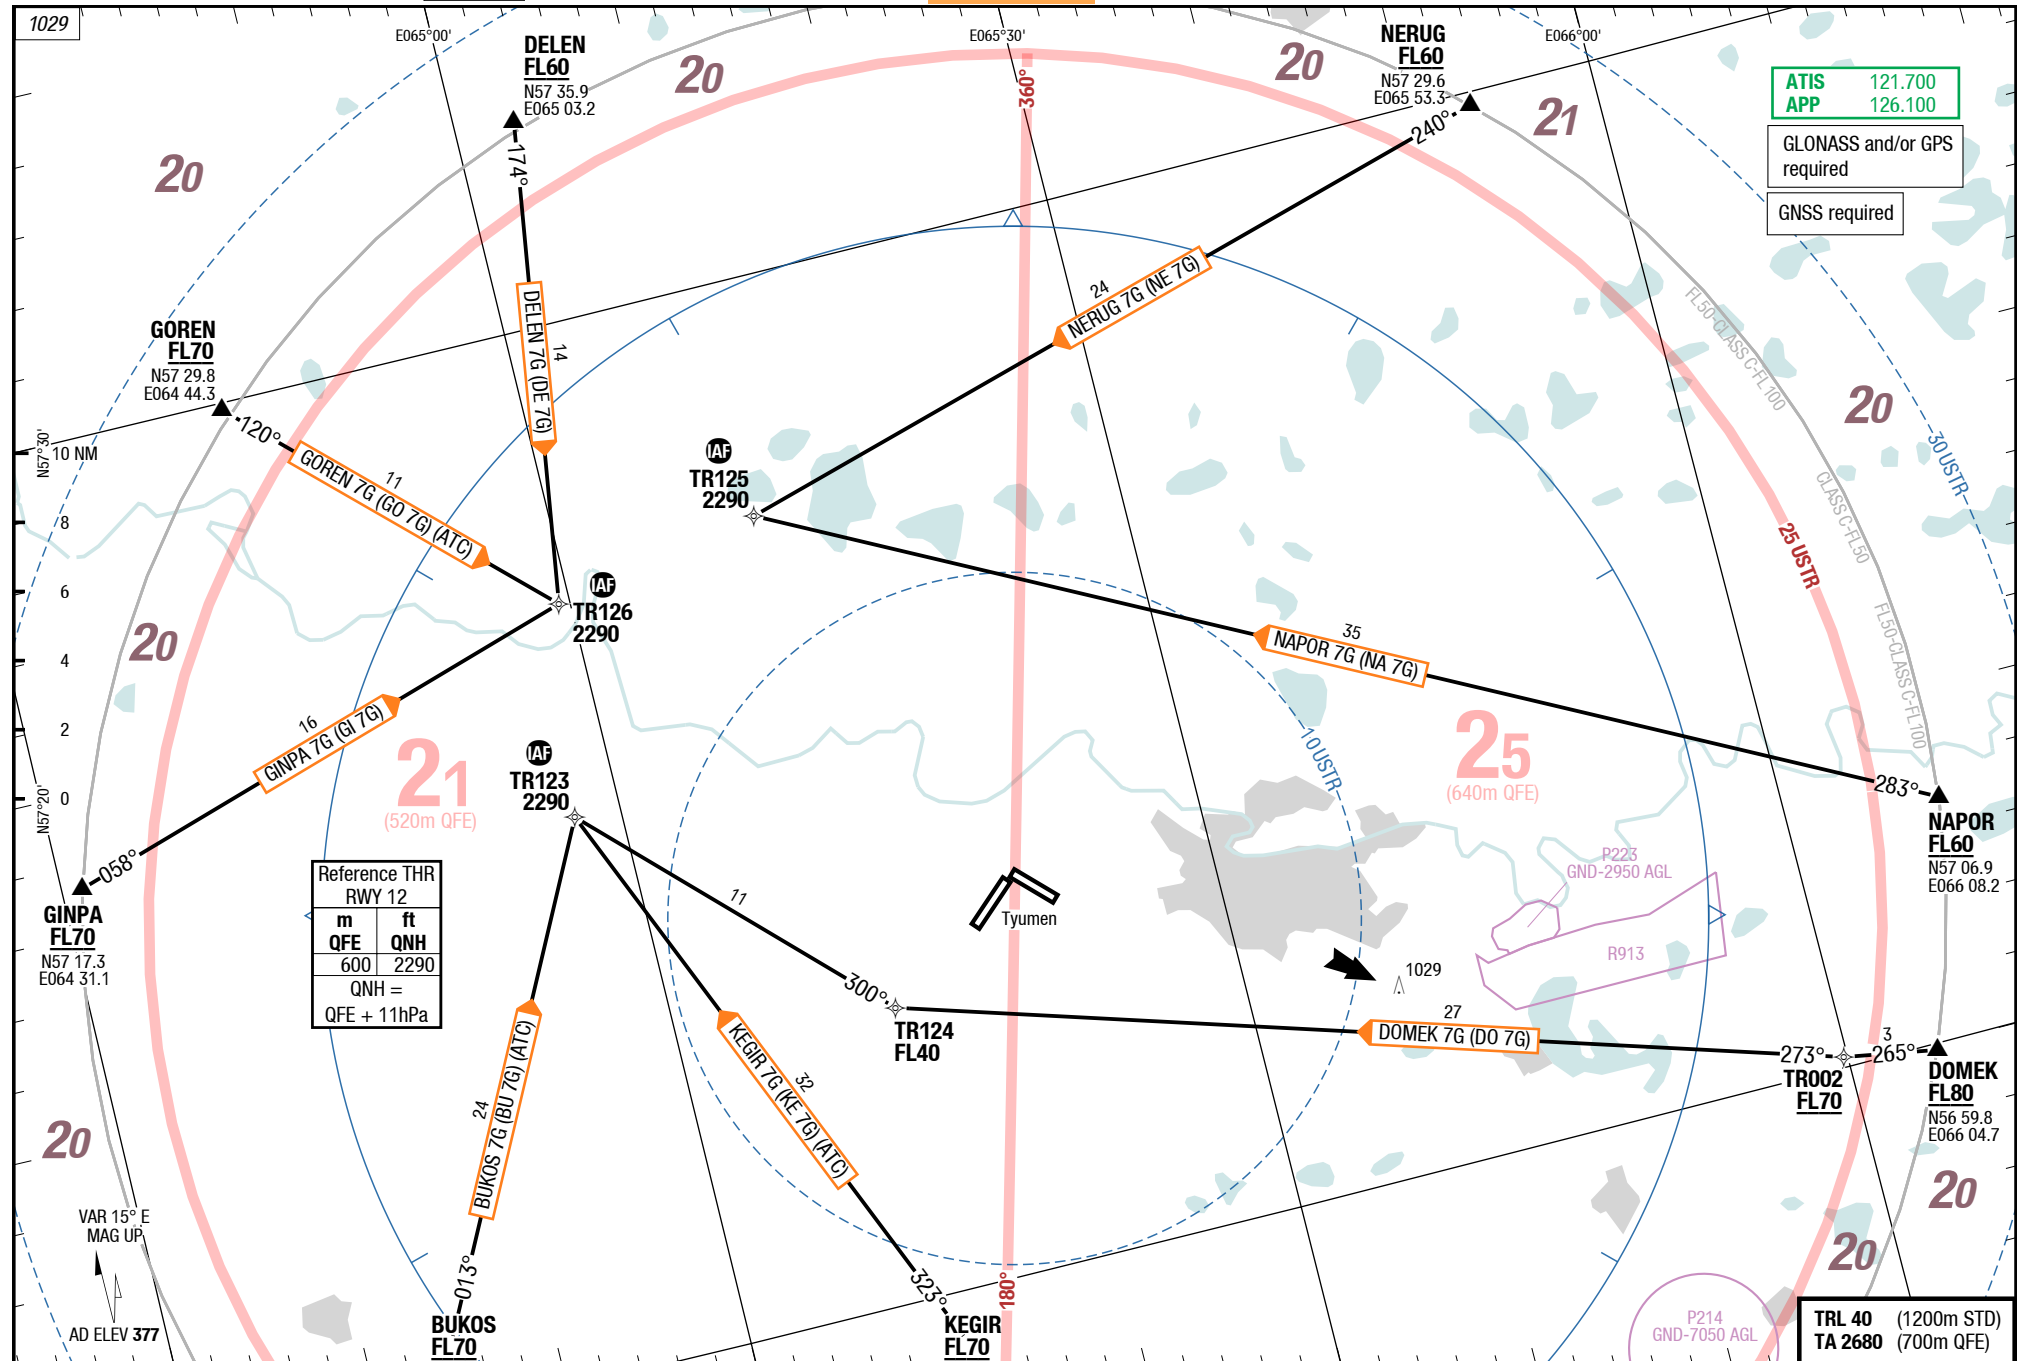 1029
E065°00'
E065°30'
E066°00'
DELEN
FL60
N57 35.9
E065 03.2
NERUG
FL60
N57 29.6
E065 53.3
20
20
20
21
ATIS 121.700
APP 126.100
GLONASS and/or GPS
required
GNSS required
360°
174°
240°
24
NERUG 7G (NE 7G)
14
DELEN 7G (DE 7G)
GOREN
FL70
N57 29.8
E064 44.3
120°
11
GOREN 7G (GO 7G) (ATC)
FL50-CLASS C-FL100
20
30 USTR
CLASS C-FL50
25 USTR
FL50-CLASS C-FL100
N57°30'
10 NM
8
6
4
2
0
N57°20'
IAF
TR125
2290
IAF
TR126
2290
20
35
NAPOR 7G (NA 7G)
16
GINPA 7G (GI 7G)
058°
21
(520m QFE)
25
(640m QFE)
10 USTR
IAF
TR123
2290
283°
NAPOR
FL60
N57 06.9
E066 08.2
GINPA
FL70
N57 17.3
E064 31.1
Reference THR
RWY 12
m ft
QFE QNH
600 2290
QNH =
QFE + 11hPa
11
Tyumen
P223
GND-2950 AGL
R913
1029
300°
TR124
FL40
27
DOMEK 7G (DO 7G)
273°
3
265°
TR002
FL70
DOMEK
FL80
N56 59.8
E066 04.7
24
BUKOS 7G (BU 7G) (ATC)
32
KEGIR 7G (KE 7G) (ATC)
20
20
20
VAR 15° E
MAG UP
AD ELEV 377
013°
BUKOS
FL70
323°
KEGIR
FL70
180°
P214
GND-7050 AGL
TRL 40 (1200m STD)
TA 2680 (700m QFE)